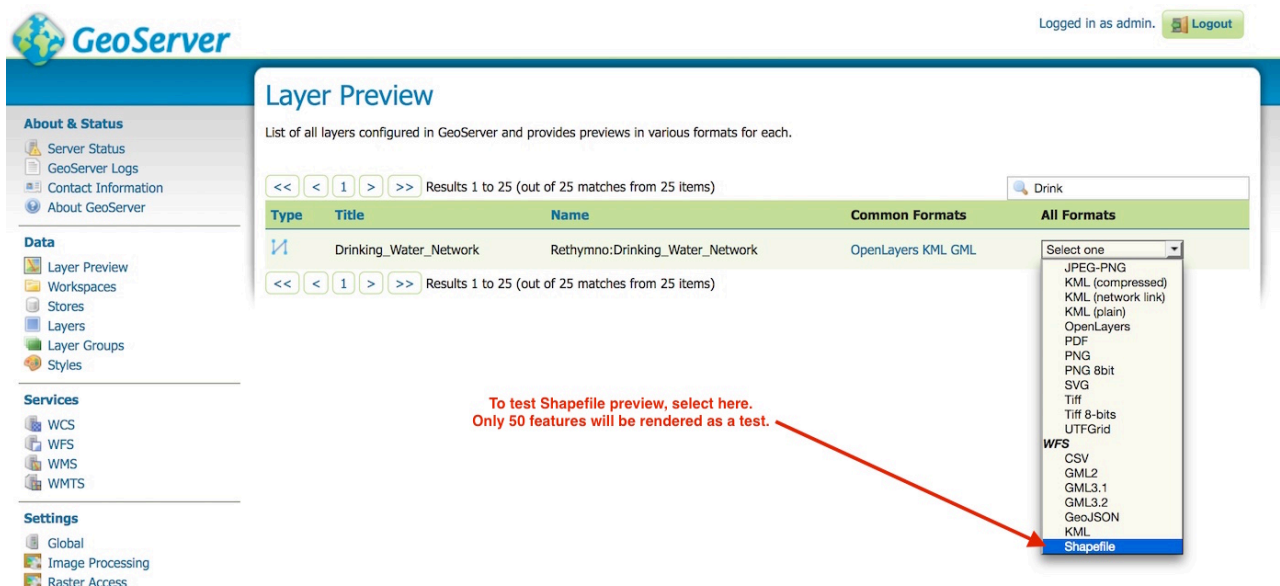 GeoServer
Logged in as admin. Logout
Layer Preview
List of all layers configured in GeoServer and provides previews in various formats for each.
About & Status
Server Status
GeoServer Logs
Contact Information
About GeoServer
Data
Layer Preview
Workspaces
Stores
Layers
Layer Groups
Styles
Services
WCS
WFS
WMS
WMTS
Settings
Global
Image Processing
Raster Access
<< < 1 > >> Results 1 to 25 (out of 25 matches from 25 items) Drink
Type Title Name Common Formats All Formats
Drinking_Water_Network Rethymno:Drinking_Water_Network OpenLayers KML GML Select one
<< < 1 > >> Results 1 to 25 (out of 25 matches from 25 items)
JPEG-PNG
KML (compressed)
KML (network link)
KML (plain)
OpenLayers
PDF
PNG
PNG 8bit
SVG
Tiff
Tiff 8-bits
UTFGrid
WFS
CSV
GML2
GML3.1
GML3.2
GeoJSON
KML
Shapefile
To test Shapefile preview, select here.
Only 50 features will be rendered as a test.